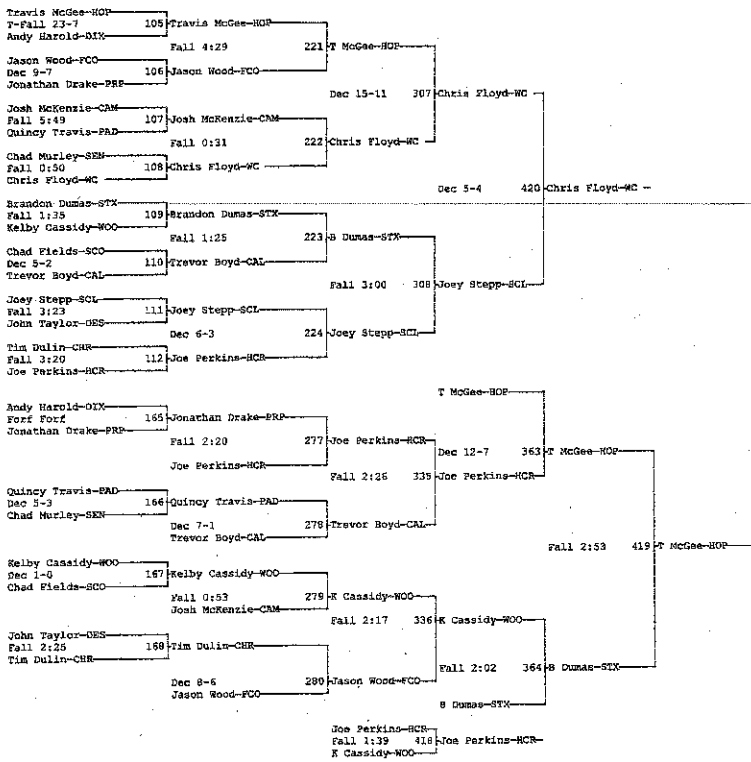 Travis McGee-HOP
T-Fall 23-7 105 Travis McGee-HOP
Andy Harold-DIX
Fall 4:29 221 T McGee-HOP
Jason Wood-FCO
Dec 9-7 106 Jason Wood-FCO
Jonathan Drake-PRP
Dec 15-11 307 Chris Floyd-WC
Josh McKenzie-CAM
Fall 5:49 107 Josh McKenzie-CAM
Quincy Travis-PAD
Fall 0:31 222 Chris Floyd-WC
Chad Murley-SEN
Fall 0:50 108 Chris Floyd-WC
Chris Floyd-WC
Dec 5-4 420 Chris Floyd-WC
Brandon Dumas-STX
Fall 1:35 109 Brandon Dumas-STX
Kelby Cassidy-WOO
Fall 1:25 223 B Dumas-STX
Chad Fields-SCO
Dec 5-2 110 Trevor Boyd-CAL
Trevor Boyd-CAL
Fall 3:00 308 Joey Stepp-SCL
Joey Stepp-SCL
Fall 3:23 111 Joey Stepp-SCL
John Taylor-DES
Dec 6-3 224 Joey Stepp-SCL
Tim Dulin-CHR
Fall 3:20 112 Joe Perkins-HCR
Joe Perkins-HCR
T McGee-HOP
Andy Harold-DIX
Forf Forf 165 Jonathan Drake-PRP
Jonathan Drake-PRP
Fall 2:20 277 Joe Perkins-HCR
Dec 12-7 363 T McGee-HOP
Joe Perkins-HCR
Fall 2:26 335 Joe Perkins-HCR
Quincy Travis-PAD
Dec 5-3 166 Quincy Travis-PAD
Chad Murley-SEN
Dec 7-1 278 Trevor Boyd-CAL
Trevor Boyd-CAL
Fall 2:53 419 T McGee-HOP
Kelby Cassidy-WOO
Dec 1-0 167 Kelby Cassidy-WOO
Chad Fields-SCO
Fall 0:53 279 K Cassidy-WOO
Josh McKenzie-CAM
Fall 2:17 336 K Cassidy-WOO
John Taylor-DES
Fall 2:25 168 Tim Dulin-CHR
Tim Dulin-CHR
Fall 2:02 364 B Dumas-STX
Dec 8-6 280 Jason Wood-FCO
Jason Wood-FCO
B Dumas-STX
Joe Perkins-HCR
Fall 1:39 418 Joe Perkins-HCR
K Cassidy-WOO